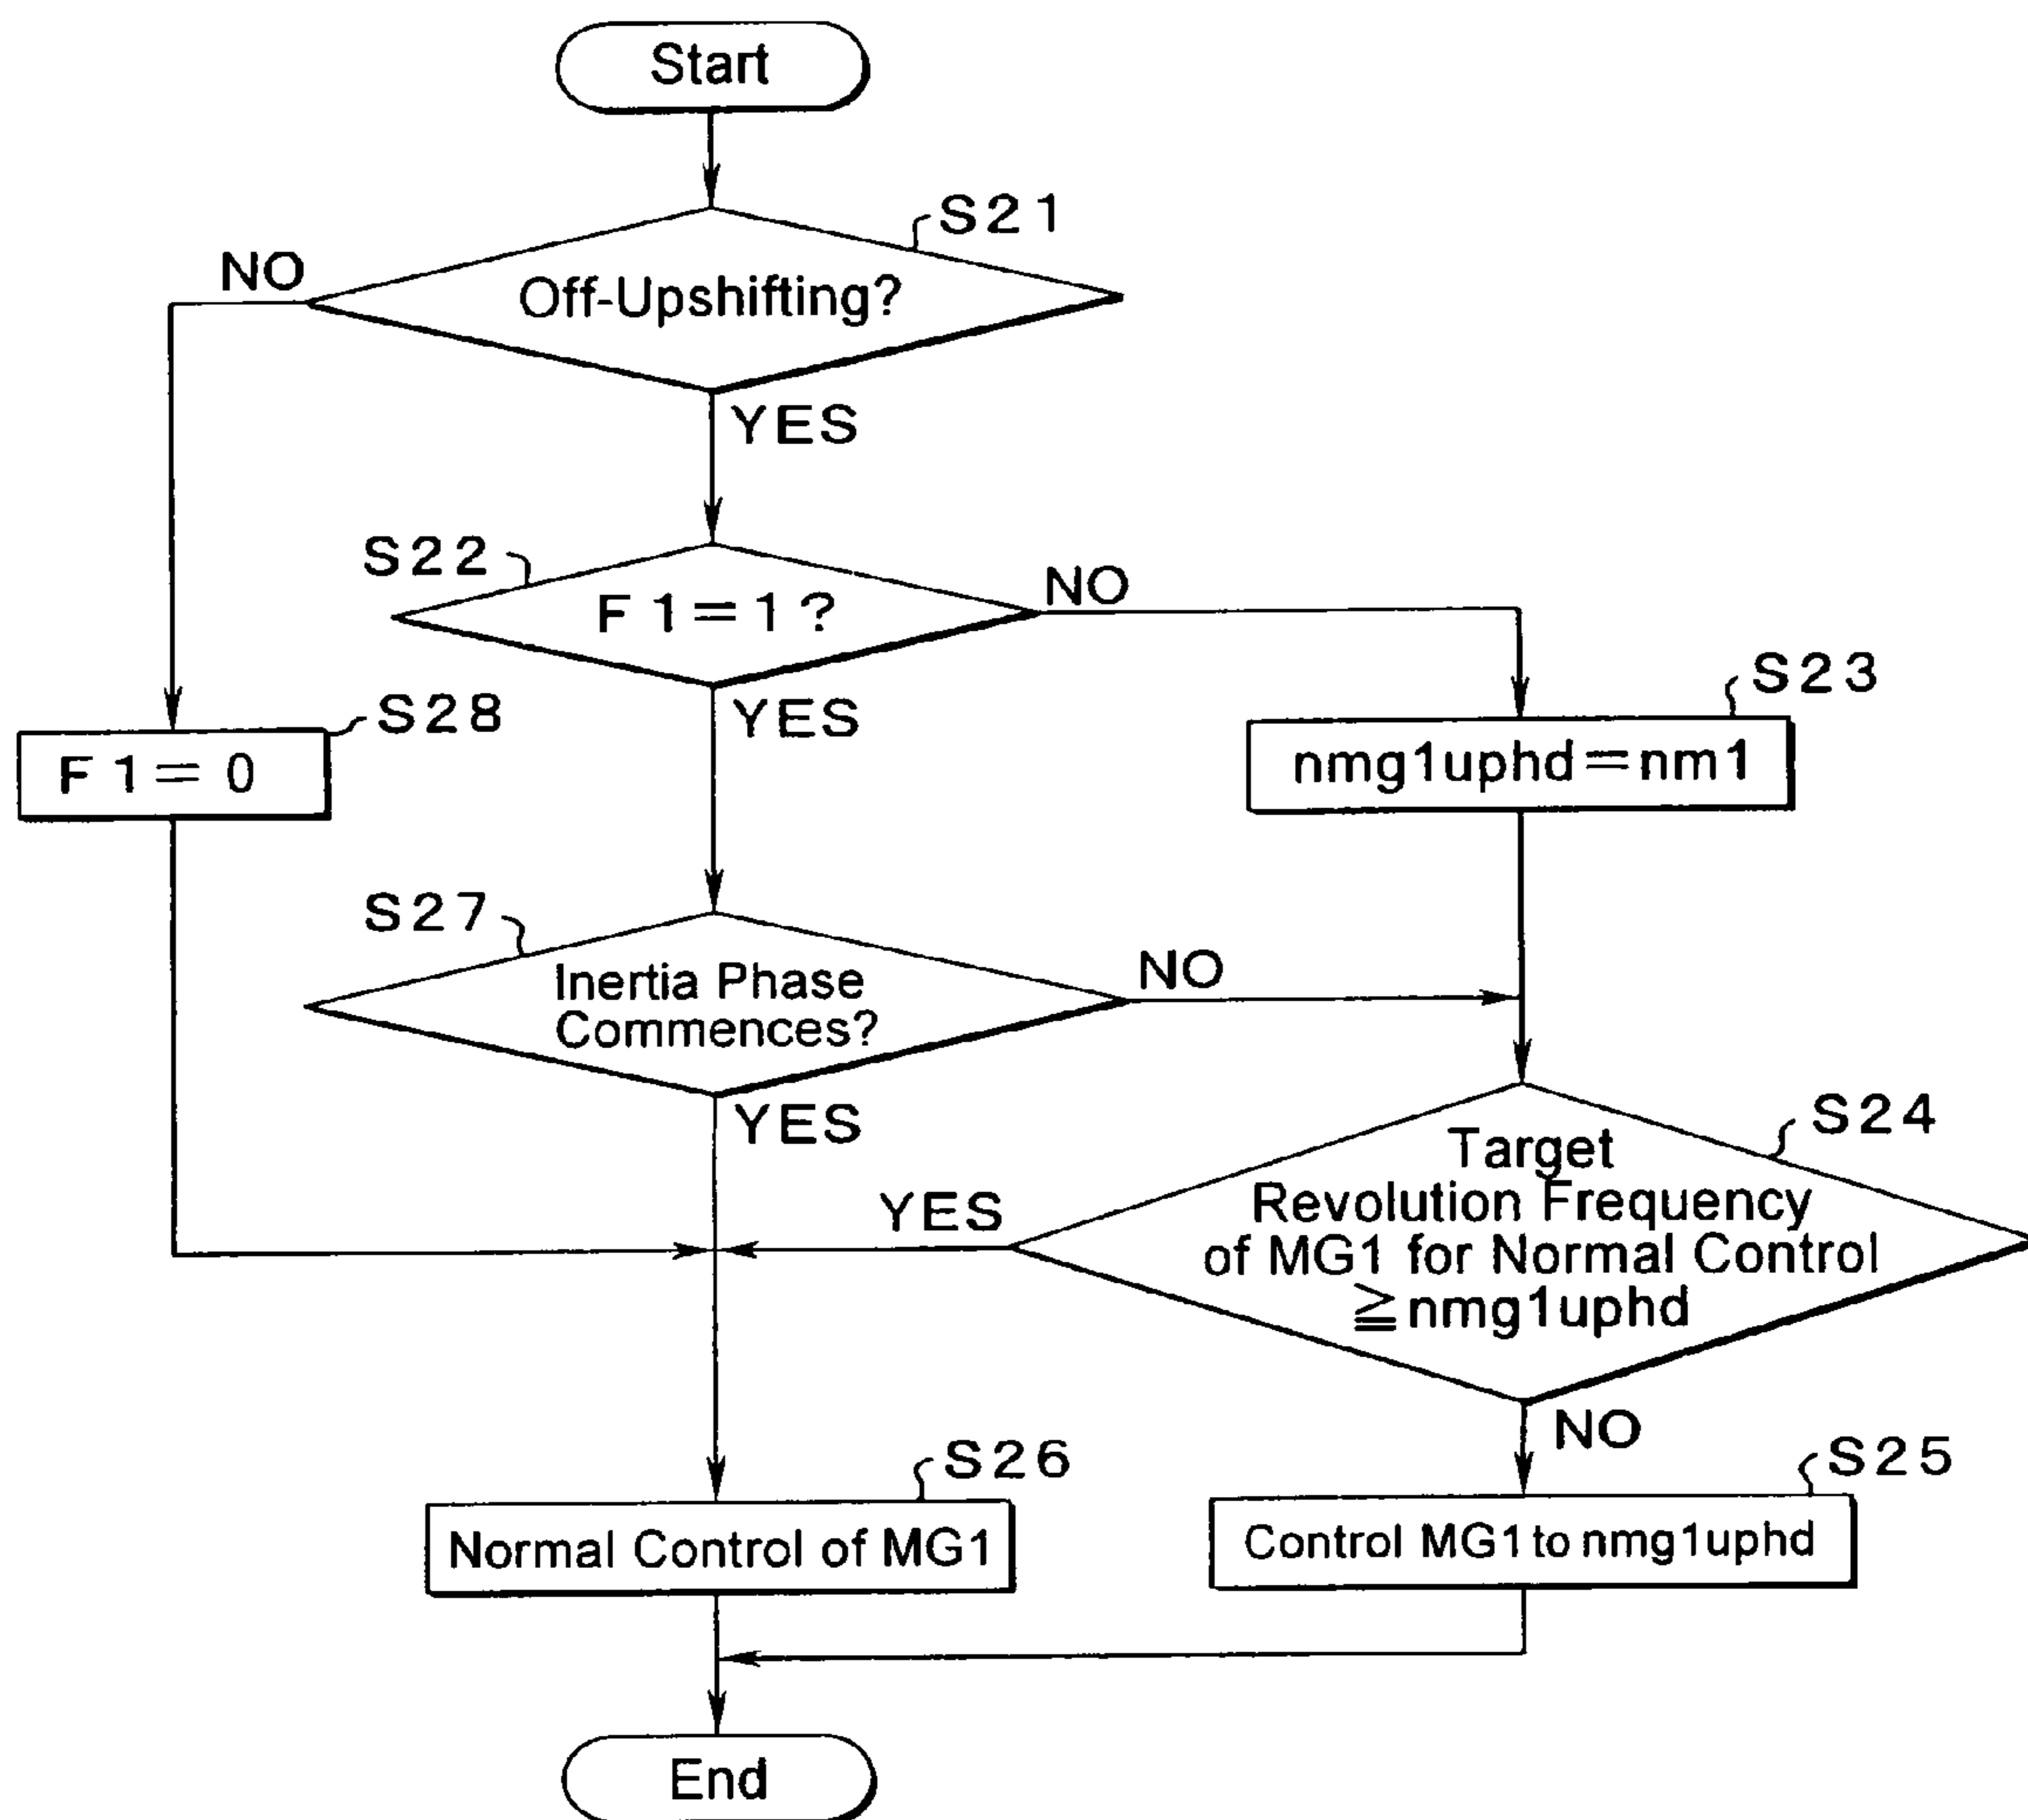 Start
S21
NO
Off-Upshifting?
YES
S22
F1=1?
NO
S23
YES
S28
F1=0
nmg1uphd=nm1
S27
NO
Inertia Phase
Commences?
YES
S24
Target
Revolution Frequency
of MG1 for Normal Control
≧nmg1uphd
YES
NO
S26
S25
Normal Control of MG1
Control MG1 to nmg1uphd
End